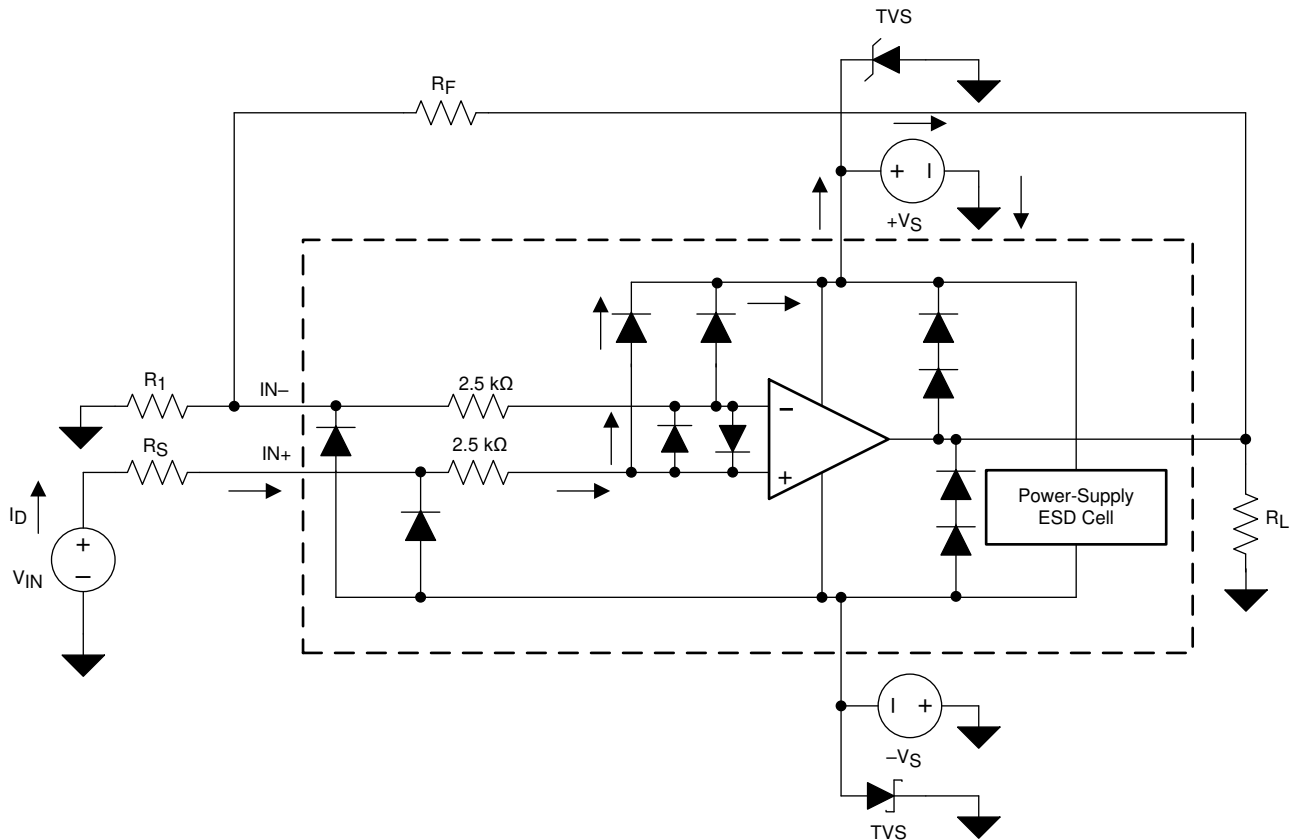 TVS
RF
+
–
+VS
R1
IN–
2.5 kΩ
RS
IN+
2.5 kΩ
–
+
Power-Supply
ESD Cell
RL
ID
+
–
VIN
–
+
–VS
TVS